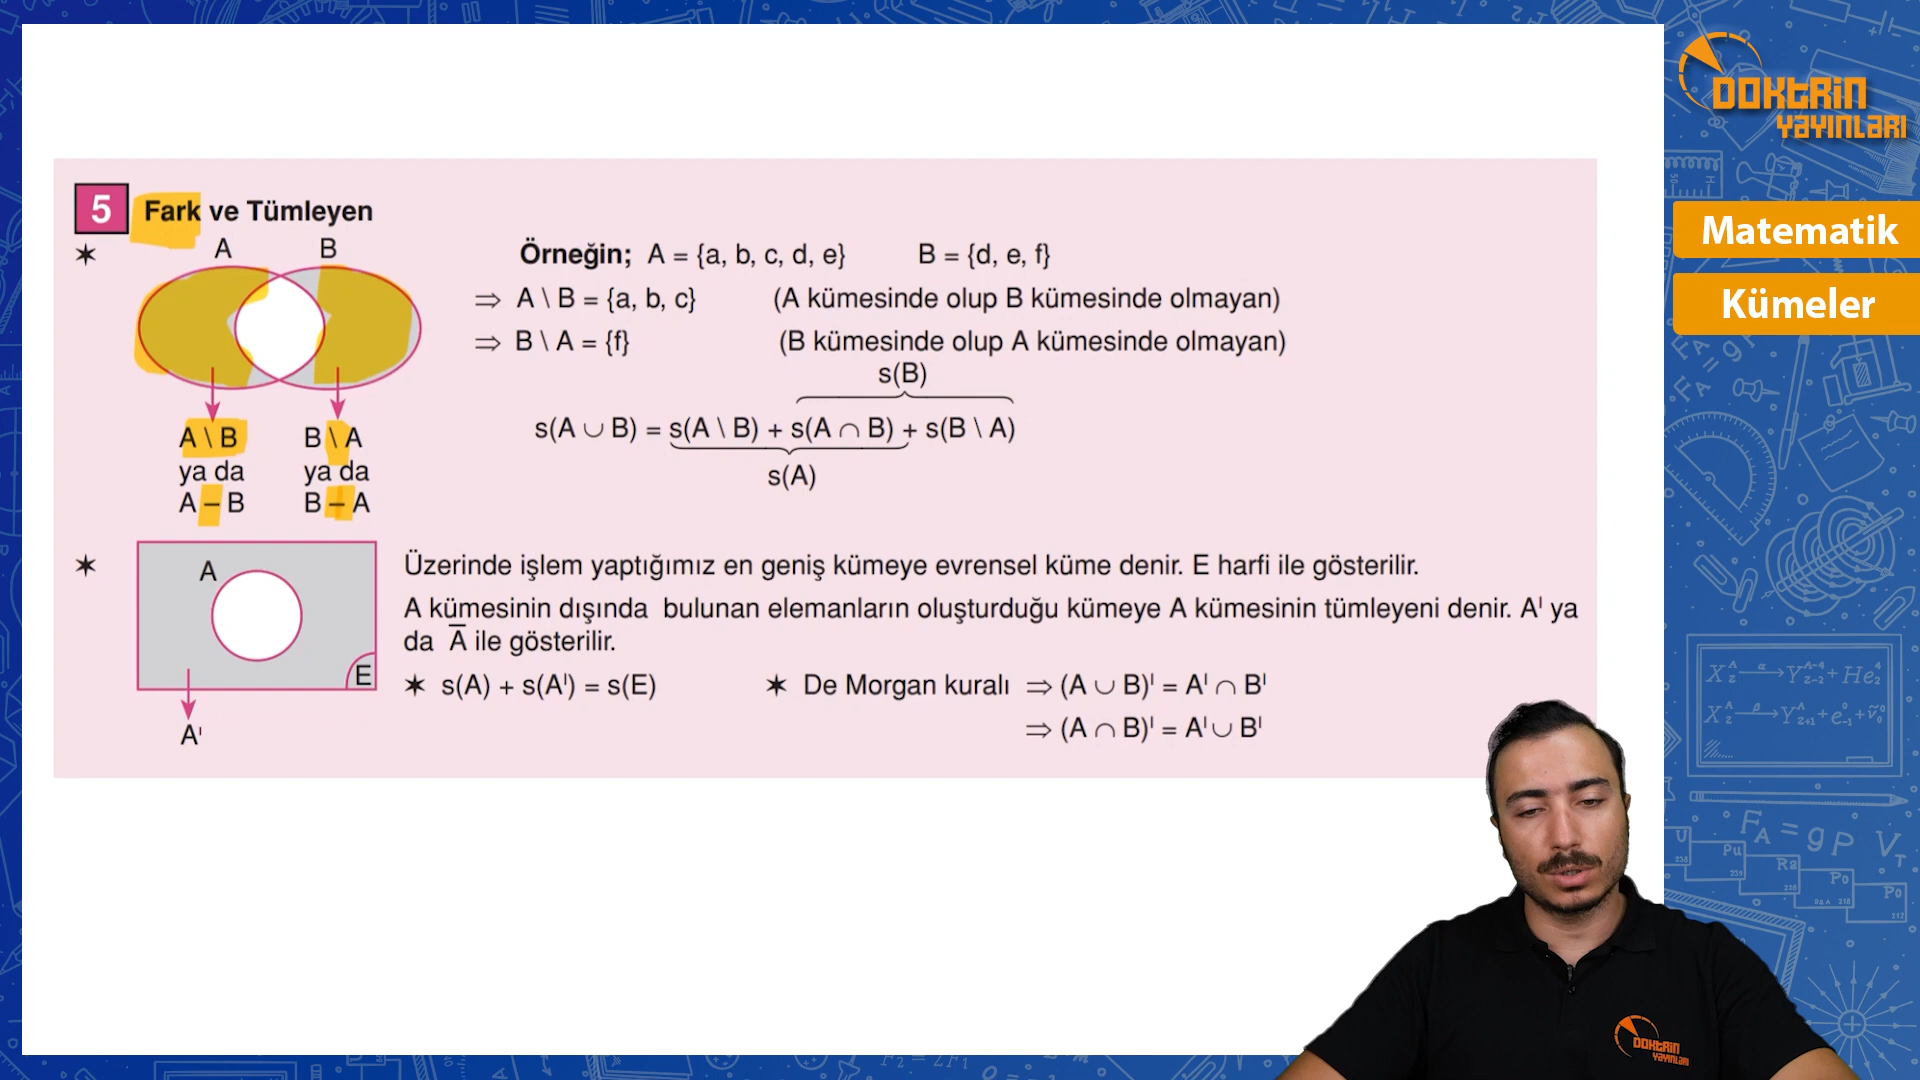 DOKTRİN
YAYINLARI
Matematik
Kümeler
5 Fark ve Tümleyen
✶ A B
Örneğin; A = {a, b, c, d, e} B = {d, e, f}
⇒ A \ B = {a, b, c} (A kümesinde olup B kümesinde olmayan)
⇒ B \ A = {f} (B kümesinde olup A kümesinde olmayan)
s(B)
s(A ∪ B) = s(A \ B) + s(A ∩ B) + s(B \ A)
s(A)
A \ B B \ A
ya da ya da
A – B B – A
✶ A
E
A'
Üzerinde işlem yaptığımız en geniş kümeye evrensel küme denir. E harfi ile gösterilir.
A kümesinin dışında bulunan elemanların oluşturduğu kümeye A kümesinin tümleyeni denir. A' ya
da A̅ ile gösterilir.
✶ s(A) + s(A') = s(E) ✶ De Morgan kuralı ⇒ (A ∪ B)' = A' ∩ B'
⇒ (A ∩ B)' = A' ∪ B'
DOKTRİN
YAYINLARI